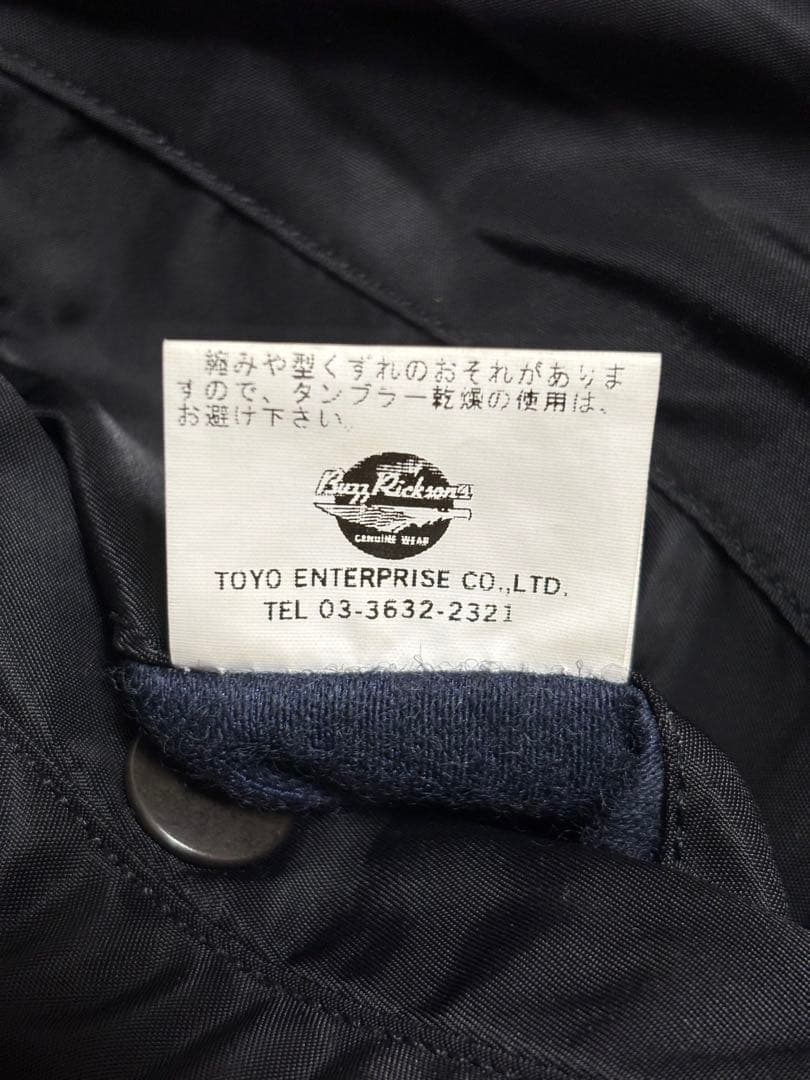 縮みや型くずれのおそれがありま
すので、タンブラー乾燥の使用は、
お避け下さい。
Buzz Rickson's
GENUINE WEAR
TOYO ENTERPRISE CO.,LTD.
TEL 03-3632-2321